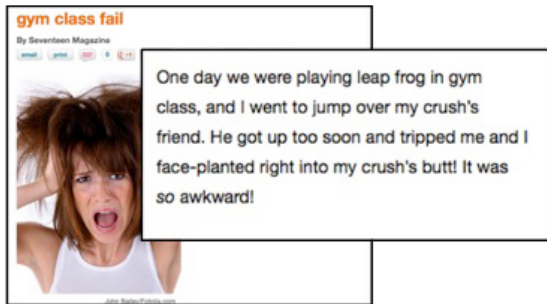 gym class fail
By Seventeen Magazine
email print 0 +1
One day we were playing leap frog in gym
class, and I went to jump over my crush's
friend. He got up too soon and tripped me and I
face-planted right into my crush's butt! It was
so awkward!
John Bailey/Fotolia.com